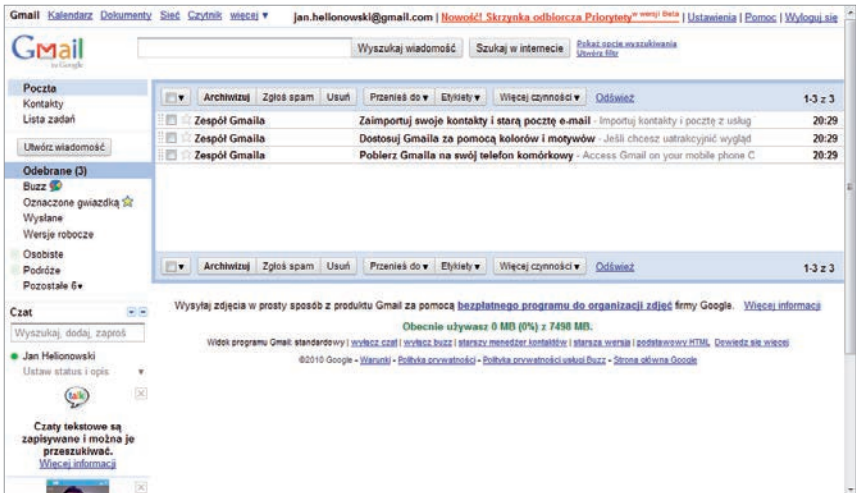 Gmail Kalendarz Dokumenty Sieć Czytnik więcej ▼ jan.helionowski@gmail.com | Nowość! Skrzynka odbiorcza Priorytety w wersji Beta | Ustawienia | Pomoc | Wyloguj się
Gmail
by Google
Wyszukaj wiadomość Szukaj w internecie Pokaż opcje wyszukiwania
Utwórz filtr
Poczta
Kontakty
Lista zadań
Utwórz wiadomość
Odebrane (3)
Buzz
Oznaczone gwiazdką
Wysłane
Wersje robocze
Osobiste
Podróże
Pozostałe 6▾
Czat
Wyszukaj, dodaj, zaproś
Jan Helionowski
Ustaw status i opis ▾
talk
Czaty tekstowe są
zapisywane i można je
przeszukiwać.
Więcej informacji
Archiwizuj Zgłoś spam Usuń Przenieś do ▾ Etykiety ▾ Więcej czynności ▾ Odśwież 1-3 z 3
Zespół Gmaila Zaimportuj swoje kontakty i starą pocztę e-mail - Importuj kontakty i pocztę z usług 20:29
Zespół Gmaila Dostosuj Gmaila za pomocą kolorów i motywów - Jeśli chcesz uatrakcyjnić wygląd 20:29
Zespół Gmaila Pobierz Gmaila na swój telefon komórkowy - Access Gmail on your mobile phone C 20:29
Archiwizuj Zgłoś spam Usuń Przenieś do ▾ Etykiety ▾ Więcej czynności ▾ Odśwież 1-3 z 3
Wysyłaj zdjęcia w prosty sposób z produktu Gmail za pomocą bezpłatnego programu do organizacji zdjęć firmy Google. Więcej informacji
Obecnie używasz 0 MB (0%) z 7498 MB.
Widok programu Gmail: standardowy | wyłącz czat | wyłącz buzz | starszy menedżer kontaktów | starsza wersja | podstawowy HTML Dowiedz się więcej
©2010 Google - Warunki - Polityka prywatności - Polityka prywatności usługi Buzz - Strona główna Google